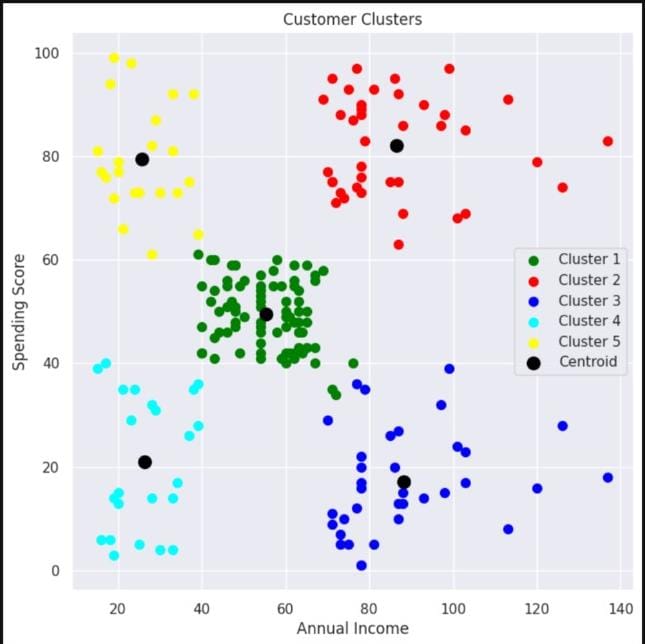 Customer Clusters
100
80
60
40
20
0
Spending Score
Cluster 1
Cluster 2
Cluster 3
Cluster 4
Cluster 5
Centroid
20 40 60 80 100 120 140
Annual Income